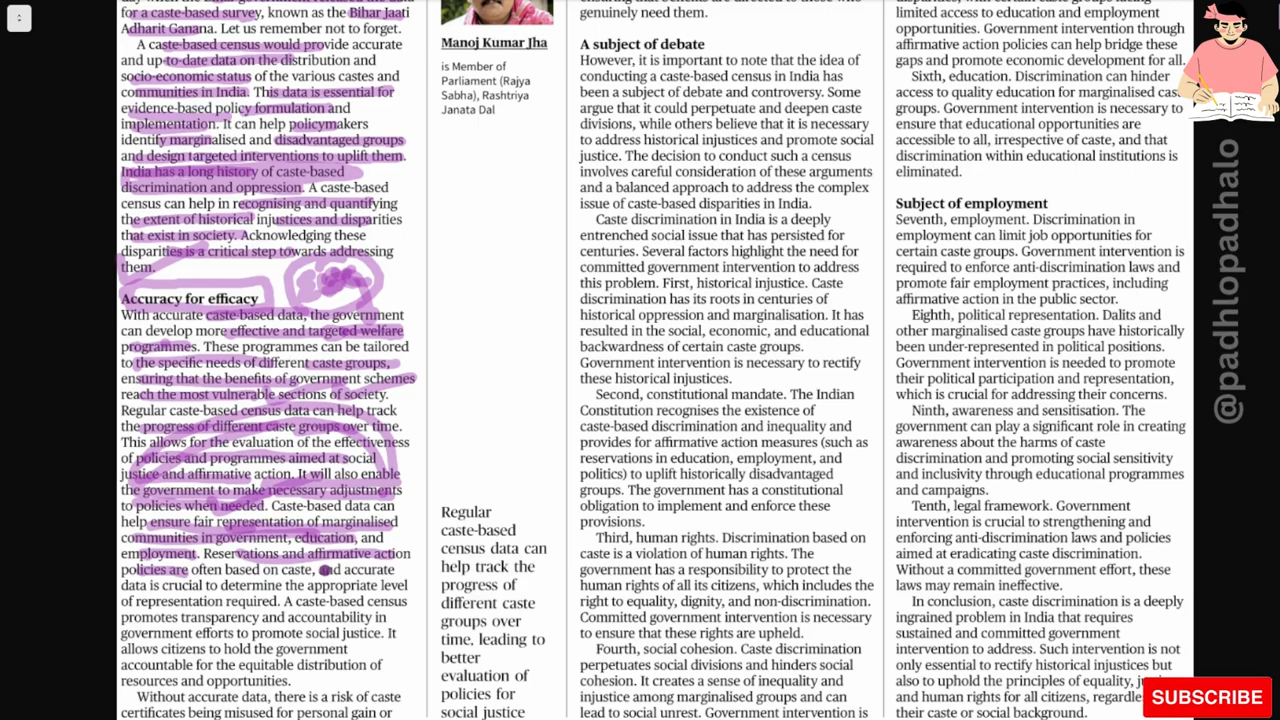 day when the Bihar government released its data
for a caste-based survey, known as the Bihar Jaati
Adharit Ganana. Let us remember not to forget.
A caste-based census would provide accurate
and up-to-date data on the distribution and
socio-economic status of the various castes and
communities in India. This data is essential for
evidence-based policy formulation and
implementation. It can help policymakers
identify marginalised and disadvantaged groups
and design targeted interventions to uplift them.
India has a long history of caste-based
discrimination and oppression. A caste-based
census can help in recognising and quantifying
the extent of historical injustices and disparities
that exist in society. Acknowledging these
disparities is a critical step towards addressing
them.
Accuracy for efficacy
With accurate caste-based data, the government
can develop more effective and targeted welfare
programmes. These programmes can be tailored
to the specific needs of different caste groups,
ensuring that the benefits of government schemes
reach the most vulnerable sections of society.
Regular caste-based census data can help track
the progress of different caste groups over time.
This allows for the evaluation of the effectiveness
of policies and programmes aimed at social
justice and affirmative action. It will also enable
the government to make necessary adjustments
to policies when needed. Caste-based data can
help ensure fair representation of marginalised
communities in government, education, and
employment. Reservations and affirmative action
policies are often based on caste, and accurate
data is crucial to determine the appropriate level
of representation required. A caste-based census
promotes transparency and accountability in
government efforts to promote social justice. It
allows citizens to hold the government
accountable for the equitable distribution of
resources and opportunities.
Without accurate data, there is a risk of caste
certificates being misused for personal gain or
Manoj Kumar Jha
is Member of
Parliament (Rajya
Sabha), Rashtriya
Janata Dal
Regular
caste-based
census data can
help track the
progress of
different caste
groups over
time, leading to
better
evaluation of
policies for
social justice
ensuring that benefits are directed to those who
genuinely need them.
A subject of debate
However, it is important to note that the idea of
conducting a caste-based census in India has
been a subject of debate and controversy. Some
argue that it could perpetuate and deepen caste
divisions, while others believe that it is necessary
to address historical injustices and promote social
justice. The decision to conduct such a census
involves careful consideration of these arguments
and a balanced approach to address the complex
issue of caste-based disparities in India.
Caste discrimination in India is a deeply
entrenched social issue that has persisted for
centuries. Several factors highlight the need for
committed government intervention to address
this problem. First, historical injustice. Caste
discrimination has its roots in centuries of
historical oppression and marginalisation. It has
resulted in the social, economic, and educational
backwardness of certain caste groups.
Government intervention is necessary to rectify
these historical injustices.
Second, constitutional mandate. The Indian
Constitution recognises the existence of
caste-based discrimination and inequality and
provides for affirmative action measures (such as
reservations in education, employment, and
politics) to uplift historically disadvantaged
groups. The government has a constitutional
obligation to implement and enforce these
provisions.
Third, human rights. Discrimination based on
caste is a violation of human rights. The
government has a responsibility to protect the
human rights of all its citizens, which includes the
right to equality, dignity, and non-discrimination.
Committed government intervention is necessary
to ensure that these rights are upheld.
Fourth, social cohesion. Caste discrimination
perpetuates social divisions and hinders social
cohesion. It creates a sense of inequality and
injustice among marginalised groups and can
lead to social unrest. Government intervention is
disparities, with certain caste groups facing
limited access to education and employment
opportunities. Government intervention through
affirmative action policies can help bridge these
gaps and promote economic development for all.
Sixth, education. Discrimination can hinder
access to quality education for marginalised
groups. Government intervention is necessary to
ensure that educational opportunities are
accessible to all, irrespective of caste, and that
discrimination within educational institutions is
eliminated.
Subject of employment
Seventh, employment. Discrimination in
employment can limit job opportunities for
certain caste groups. Government intervention is
required to enforce anti-discrimination laws and
promote fair employment practices, including
affirmative action in the public sector.
Eighth, political representation. Dalits and
other marginalised caste groups have historically
been under-represented in political positions.
Government intervention is needed to promote
their political participation and representation,
which is crucial for addressing their concerns.
Ninth, awareness and sensitisation. The
government can play a significant role in creating
awareness about the harms of caste
discrimination and promoting social sensitivity
and inclusivity through educational programmes
and campaigns.
Tenth, legal framework. Government
intervention is crucial to strengthening and
enforcing anti-discrimination laws and policies
aimed at eradicating caste discrimination.
Without a committed government effort, these
laws may remain ineffective.
In conclusion, caste discrimination is a deeply
ingrained problem in India that requires
sustained and committed government
intervention to address. Such intervention is not
only essential to rectify historical injustices but
also to uphold the principles of equality,
and human rights for all citizens,
their caste or social background.
@padhlopadhalo
SUBSCRIBE